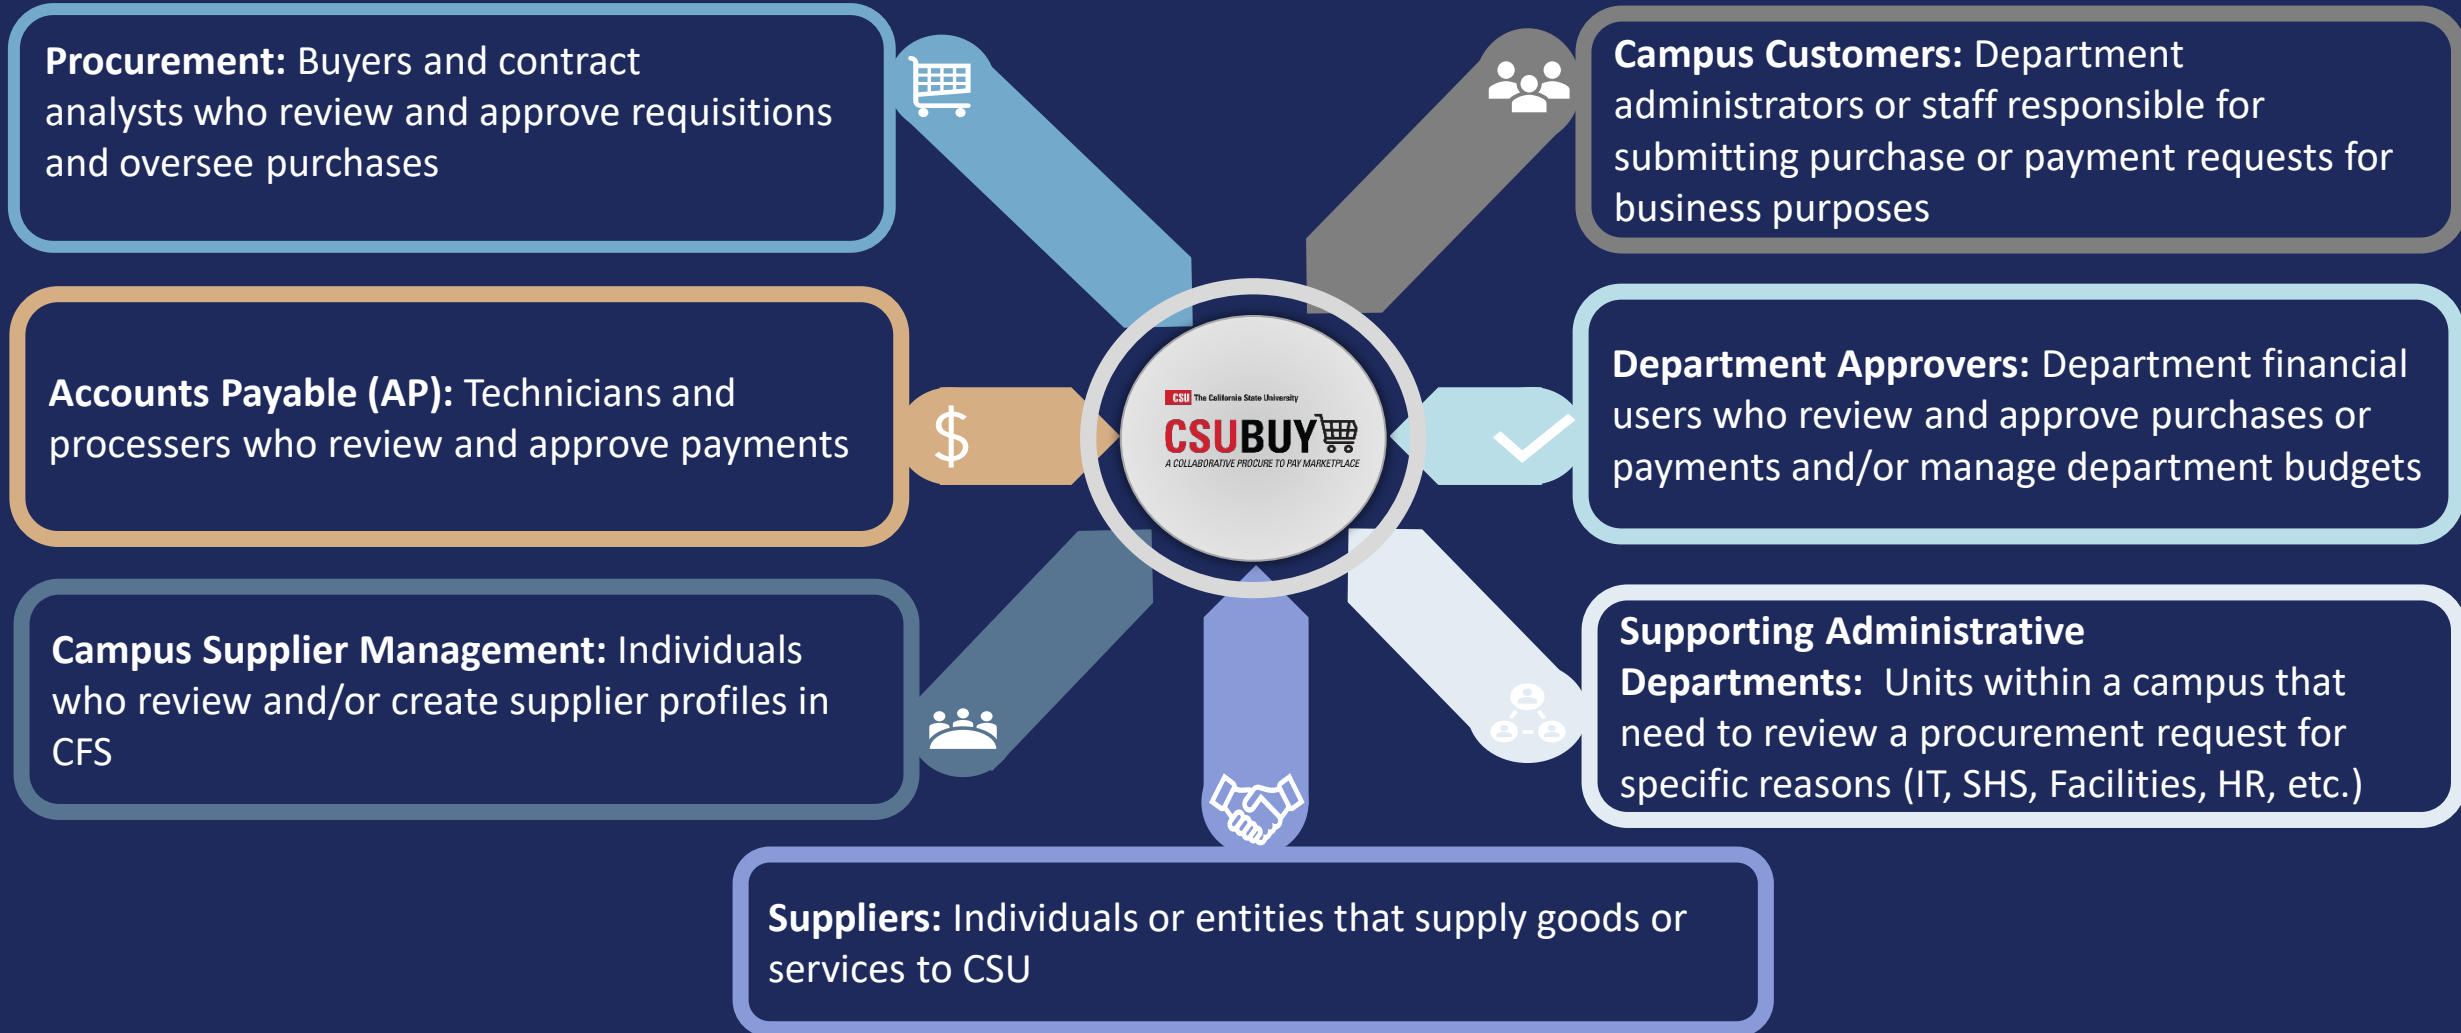 Procurement: Buyers and contract
analysts who review and approve requisitions
and oversee purchases
Campus Customers: Department
administrators or staff responsible for
submitting purchase or payment requests for
business purposes
Accounts Payable (AP): Technicians and
processers who review and approve payments
$
CSU The California State University
CSUBUY
A COLLABORATIVE PROCURE TO PAY MARKETPLACE
Department Approvers: Department financial
users who review and approve purchases or
payments and/or manage department budgets
Campus Supplier Management: Individuals
who review and/or create supplier profiles in
CFS
Supporting Administrative
Departments: Units within a campus that
need to review a procurement request for
specific reasons (IT, SHS, Facilities, HR, etc.)
Suppliers: Individuals or entities that supply goods or
services to CSU